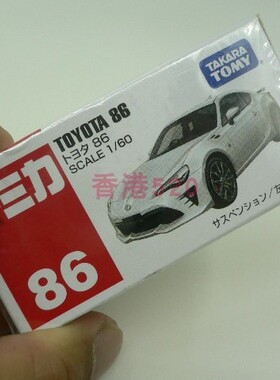 TAKARA
TOMY
ミカ
TOYOTA 86
トヨタ 86
SCALE 1/60
香港
サスペンション/
86